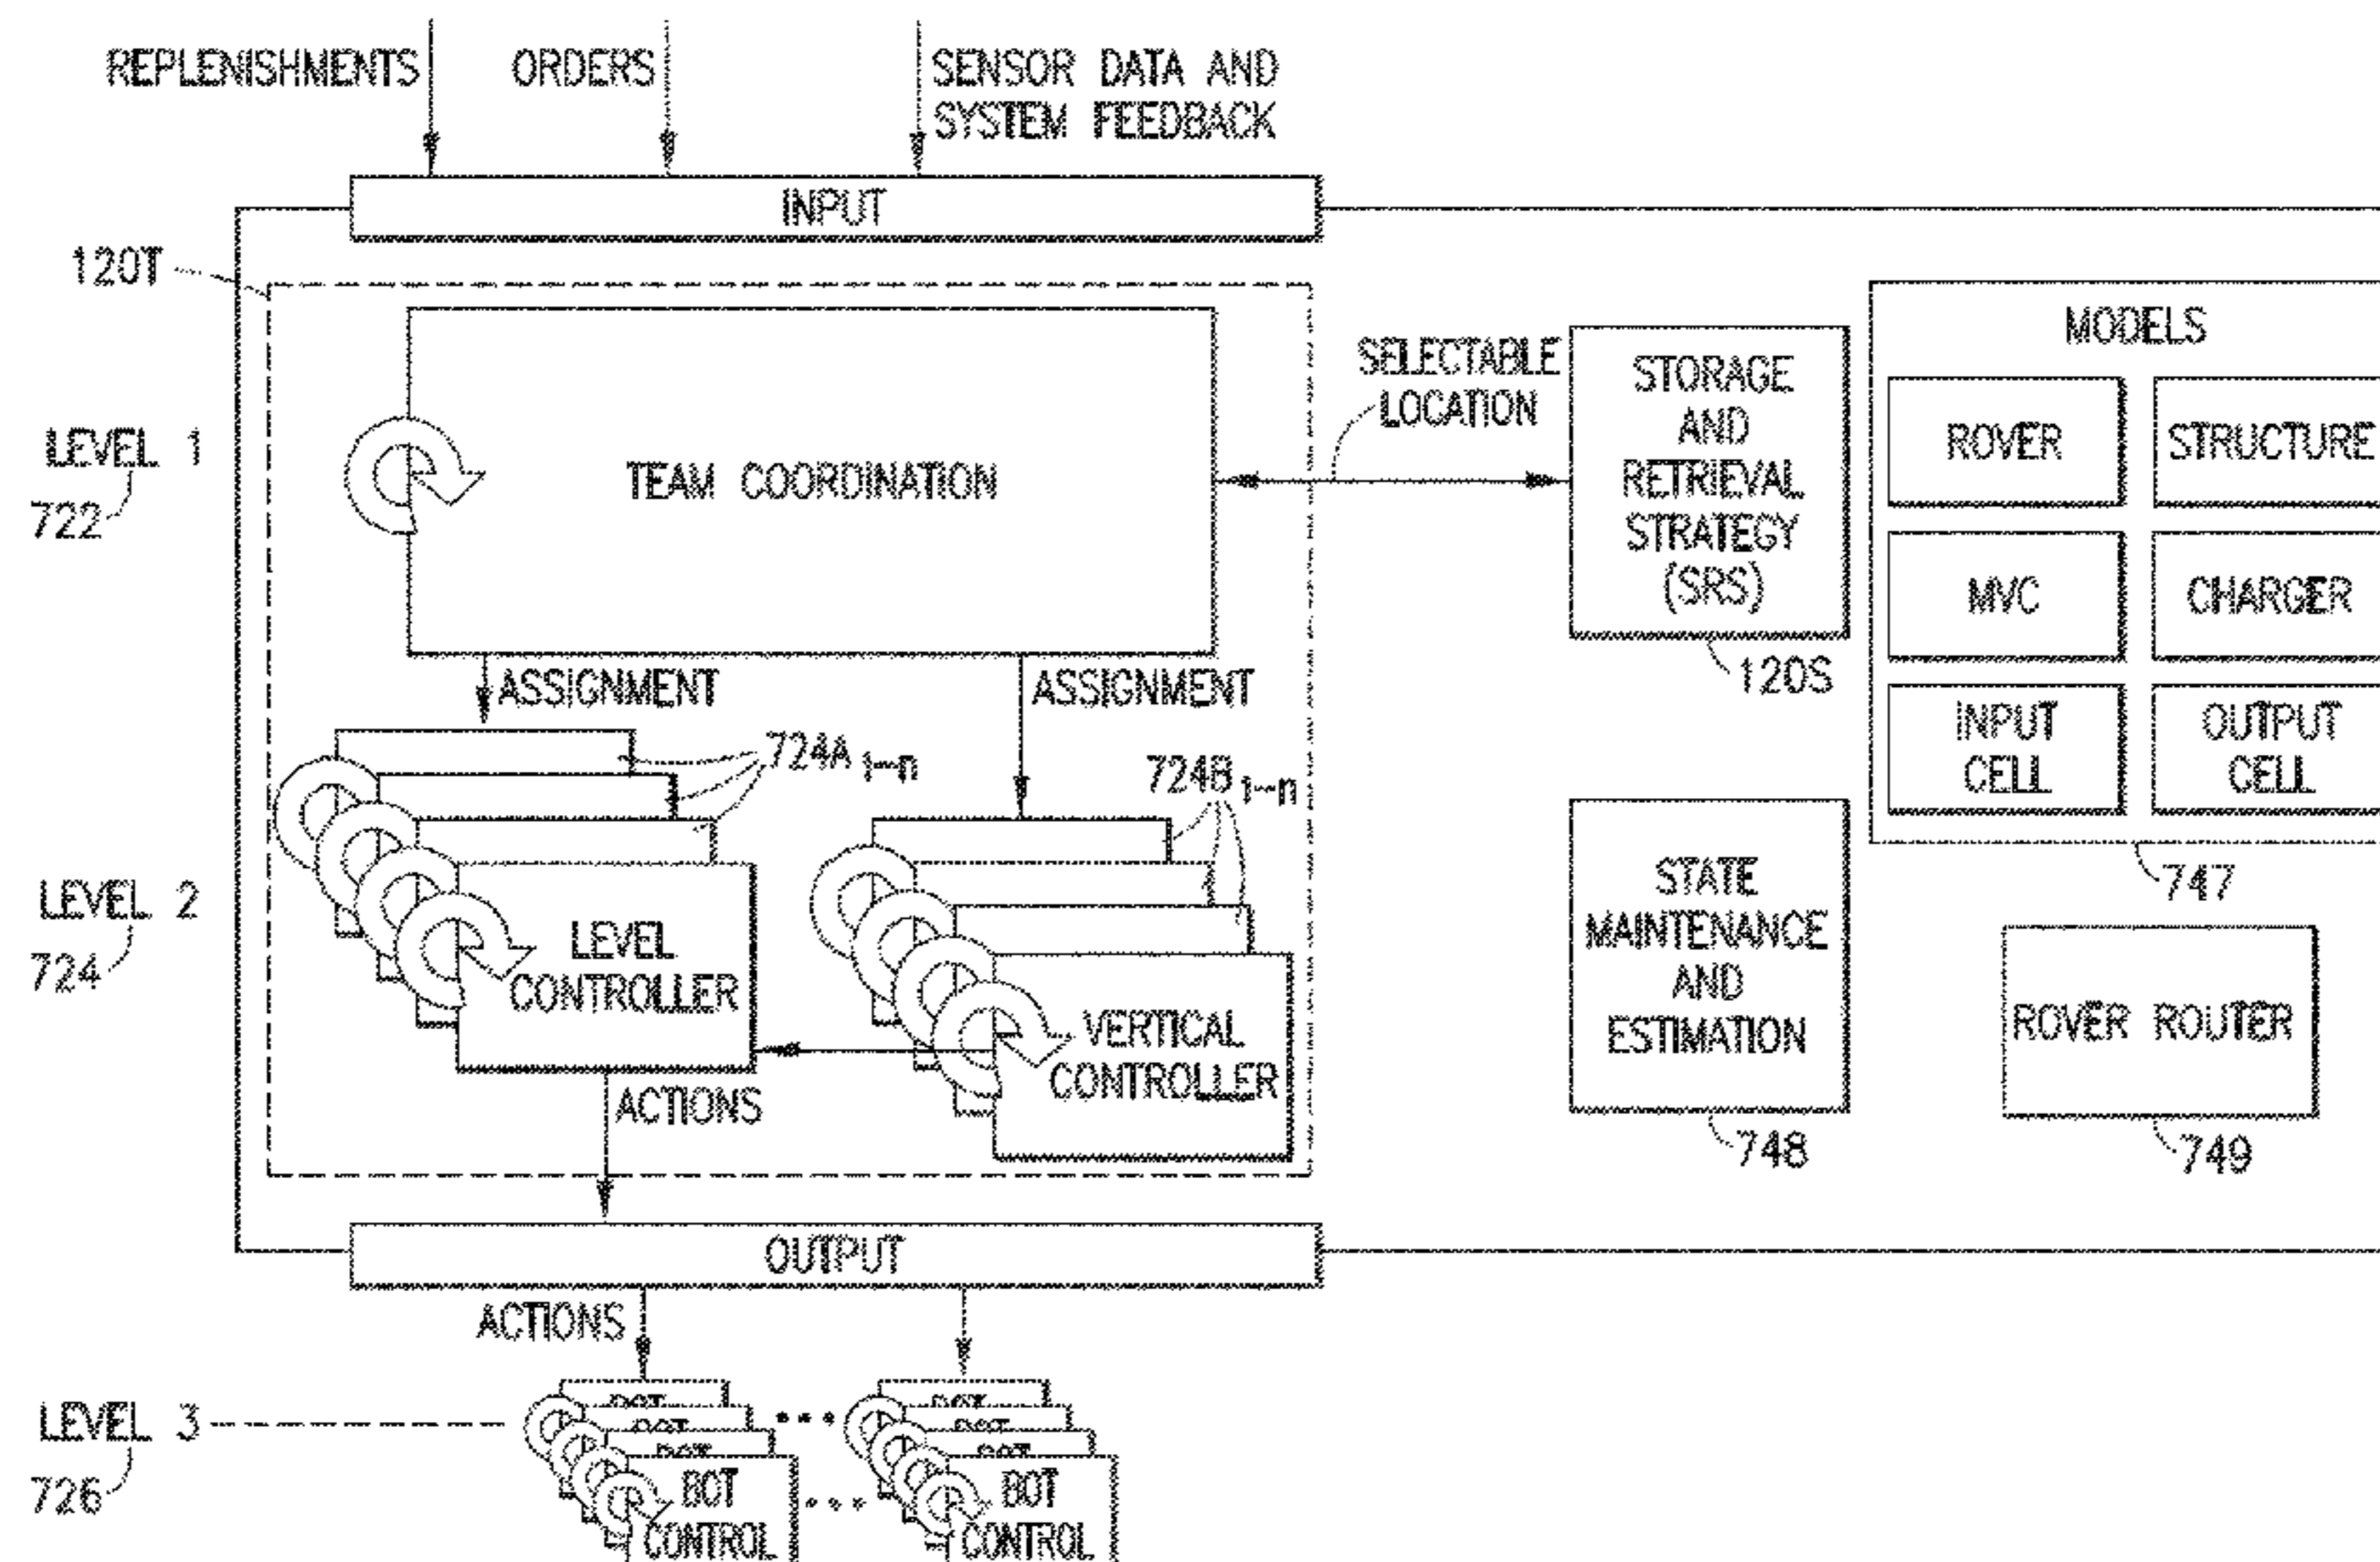 REPLENISHMENTS
ORDERS
SENSOR DATA AND
SYSTEM FEEDBACK
INPUT
120T
LEVEL 1
722
TEAM COORDINATION
SELECTABLE
LOCATION
STORAGE
AND
RETRIEVAL
STRATEGY
(SRS)
120S
MODELS
ROVER
STRUCTURE
MVC
CHARGER
INPUT
CELL
OUTPUT
CELL
747
ASSIGNMENT
ASSIGNMENT
724A 1-n
724B 1-n
LEVEL 2
724
LEVEL
CONTROLLER
VERTICAL
CONTROLLER
STATE
MAINTENANCE
AND
ESTIMATION
748
ROVER ROUTER
749
ACTIONS
OUTPUT
ACTIONS
LEVEL 3
726
BOT
CONTROL
BOT
CONTROL